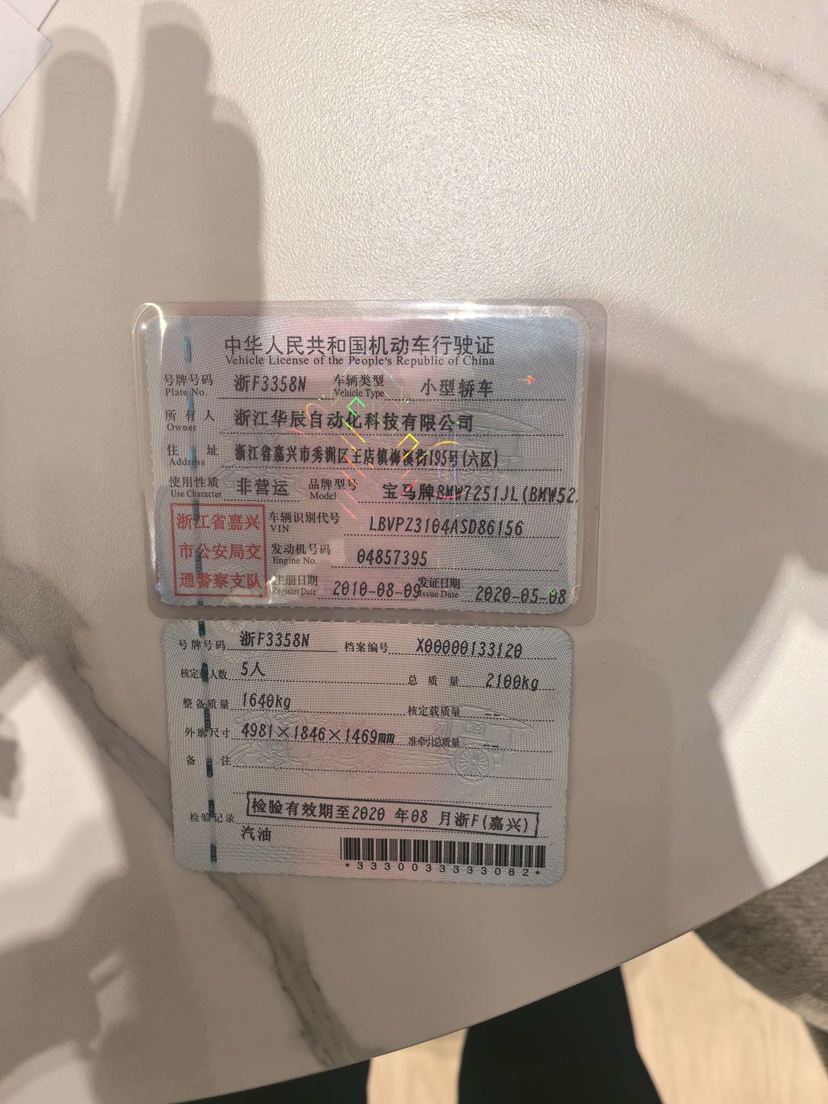 中华人民共和国机动车行驶证
Vehicle License of the People's Republic of China
号牌号码 浙F3358N 车辆类型 小型轿车
Plate No. Vehicle Type
所有人 浙江华辰自动化科技有限公司
Owner
住址 浙江省嘉兴市秀洲区王店镇梅溪街195号(六区)
Address
使用性质 非营运 品牌型号 宝马牌BMW7251JL(BMW52
Use Character Model
浙江省嘉兴
市公安局交
通警察支队
车辆识别代号 LBVPZ3104ASD86156
VIN
发动机号码 04857395
Engine No.
注册日期 2010-08-09 发证日期 2020-05-08
Register Date Issue Date
号牌号码 浙F3358N 档案编号 X00000133120
核定载人数 5人 总质量 2100kg
整备质量 1640kg 核定载质量 --
外廓尺寸 4981×1846×1469mm 准牵引总质量 --
备注
检验记录 检验有效期至2020 年08 月浙F(嘉兴)
汽油
*3330033333082*